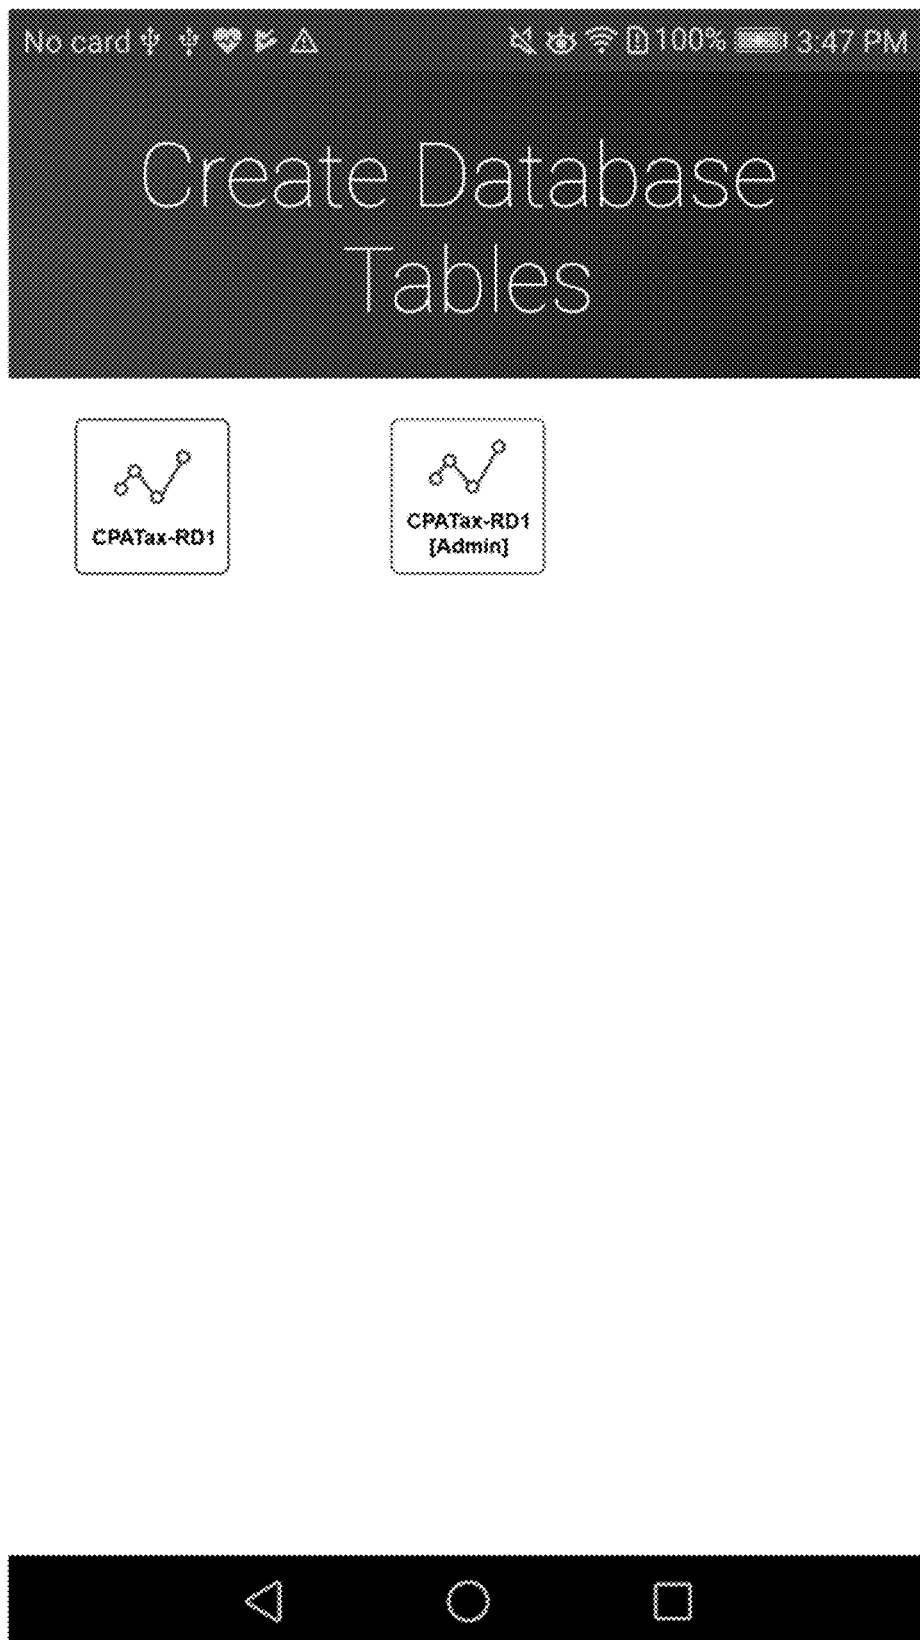 No card 100% 3:47 PM
Create Database
Tables
CPATax-RD1
CPATax-RD1
[Admin]